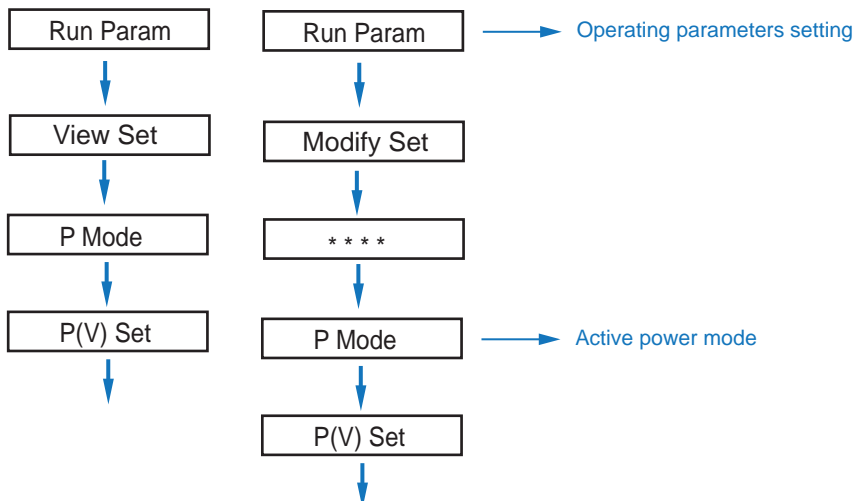 Run Param
View Set
P Mode
P(V) Set
Run Param
Operating parameters setting
Modify Set
* * * *
P Mode
Active power mode
P(V) Set